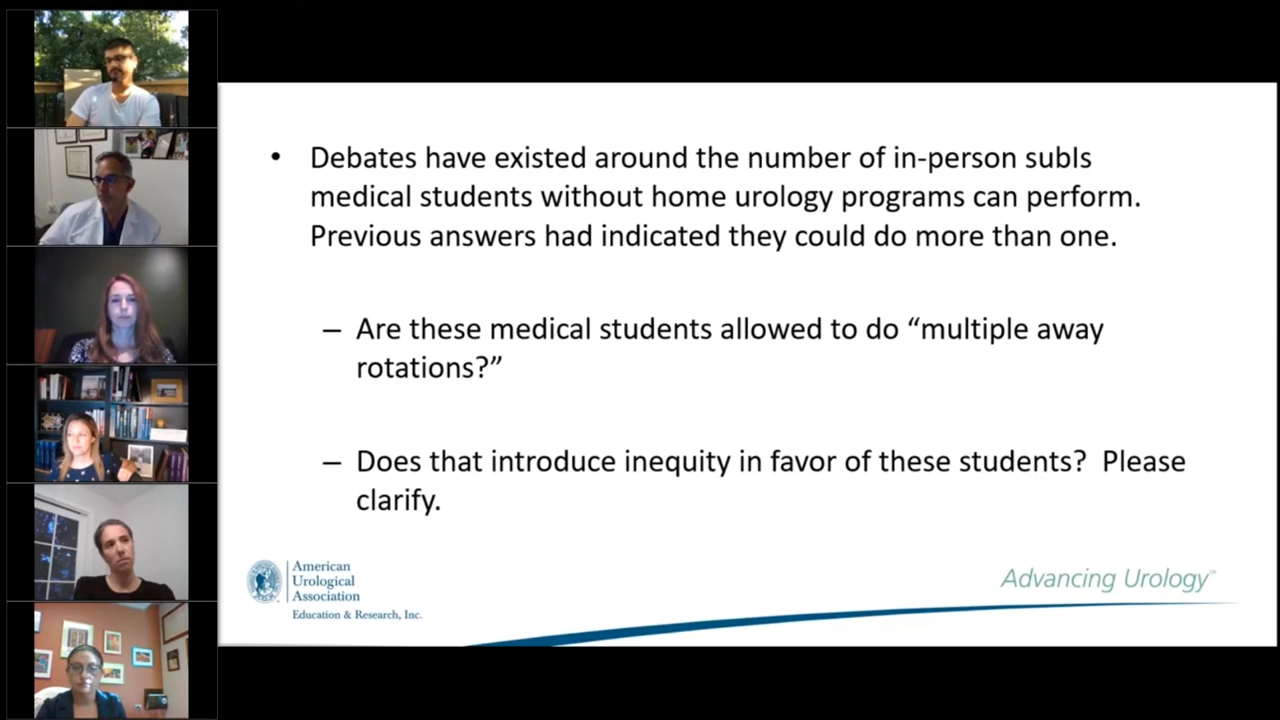 • Debates have existed around the number of in-person subIs
medical students without home urology programs can perform.
Previous answers had indicated they could do more than one.
– Are these medical students allowed to do “multiple away
rotations?”
– Does that introduce inequity in favor of these students?  Please
clarify.
American
Urological
Association
Education & Research, Inc.
Advancing Urology™